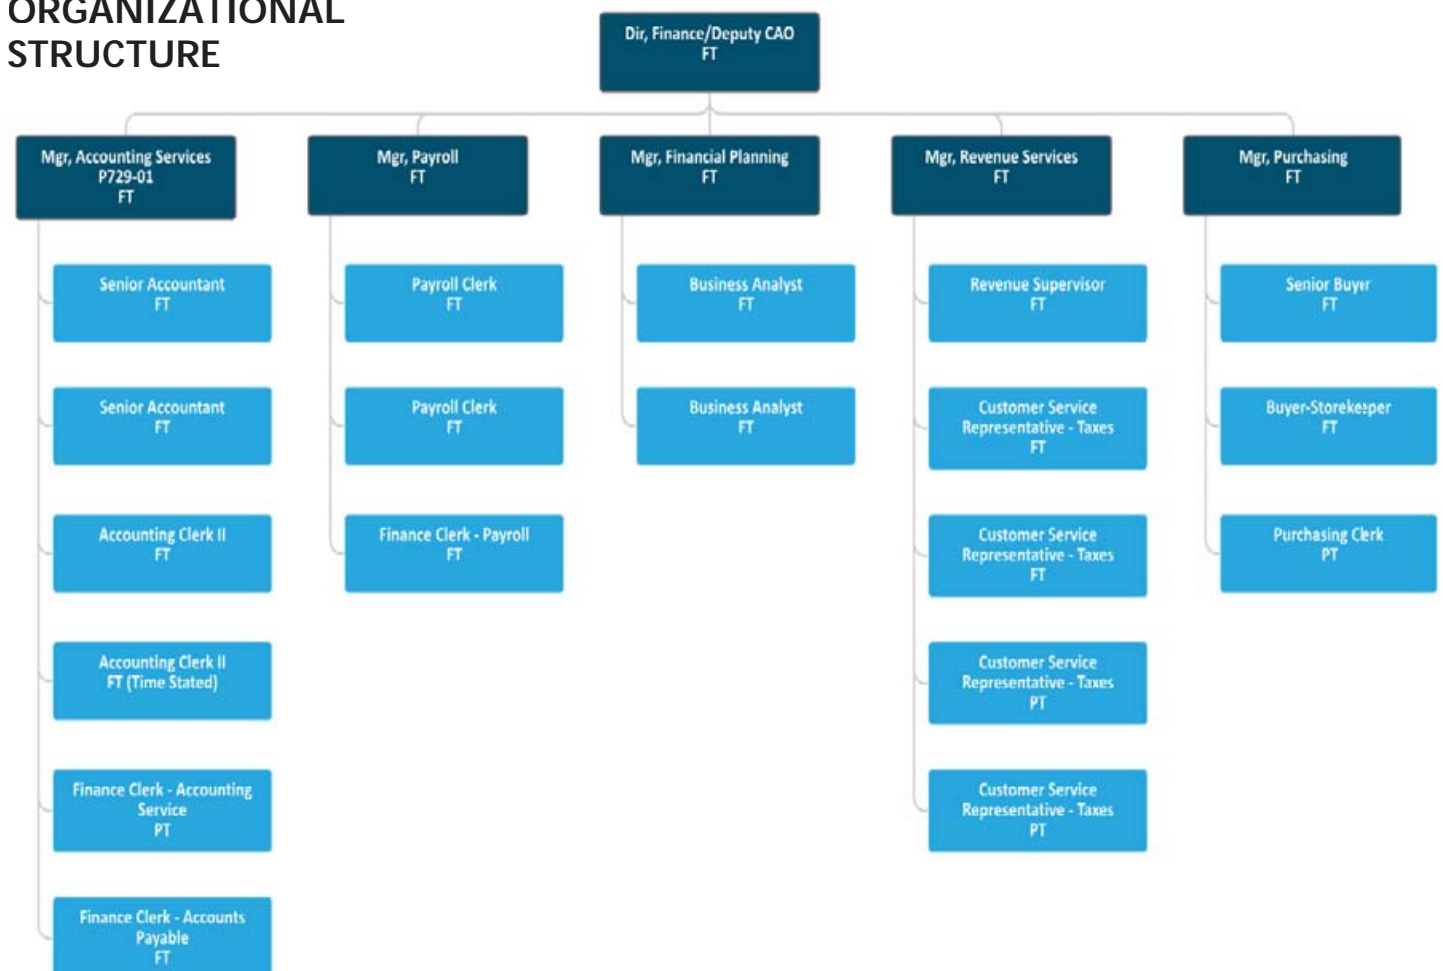 ORGANIZATIONAL
STRUCTURE
Dir, Finance/Deputy CAO
FT
Mgr, Accounting Services
P729-01
FT
Senior Accountant
FT
Senior Accountant
FT
Accounting Clerk II
FT
Accounting Clerk II
FT (Time Stated)
Finance Clerk - Accounting
Service
PT
Finance Clerk - Accounts
Payable
FT
Mgr, Payroll
FT
Payroll Clerk
FT
Payroll Clerk
FT
Finance Clerk - Payroll
FT
Mgr, Financial Planning
FT
Business Analyst
FT
Business Analyst
FT
Mgr, Revenue Services
FT
Revenue Supervisor
FT
Customer Service
Representative - Taxes
FT
Customer Service
Representative - Taxes
FT
Customer Service
Representative - Taxes
PT
Customer Service
Representative - Taxes
PT
Mgr, Purchasing
FT
Senior Buyer
FT
Buyer-Storekeeper
FT
Purchasing Clerk
PT